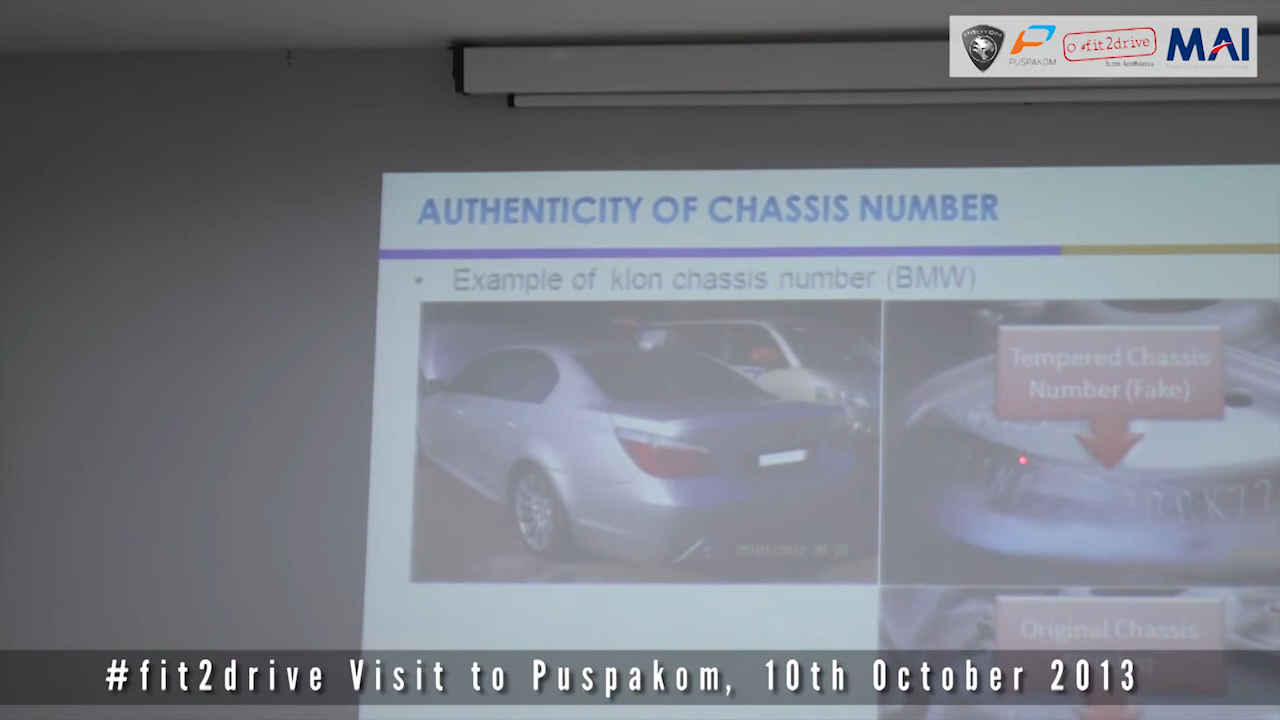 PROTON
PUSPAKOM
#fit2drive
MAI
AUTHENTICITY OF CHASSIS NUMBER
• Example of klon chassis number (BMW)
Tempered Chassis
Number (Fake)
Original Chassis
#fit2drive Visit to Puspakom, 10th October 2013